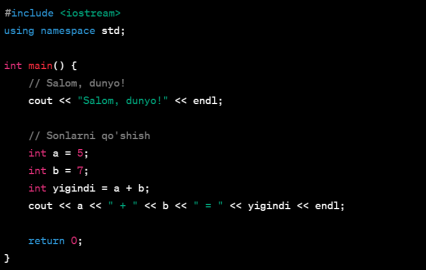 #include <iostream>
using namespace std;
int main() {
    // Salom, dunyo!
    cout << "Salom, dunyo!" << endl;
    // Sonlarni qo'shish
    int a = 5;
    int b = 7;
    int yigindi = a + b;
    cout << a << " + " << b << " = " << yigindi << endl;
    return 0;
}